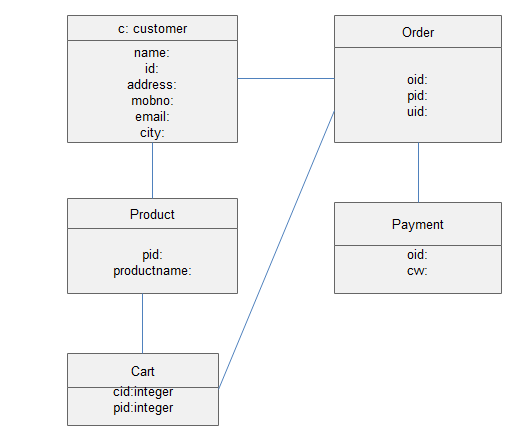 c: customer
name:
id:
address:
mobno:
email:
city:
Order
oid:
pid:
uid:
Product
pid:
productname:
Payment
oid:
cw:
Cart
cid:integer
pid:integer